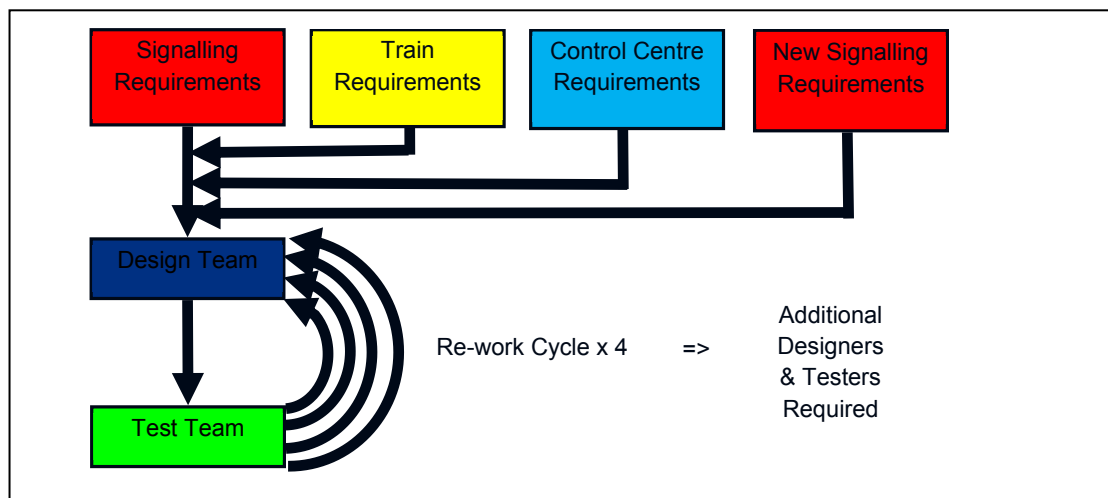 Signalling
Requirements
Train
Requirements
Control Centre
Requirements
New Signalling
Requirements
Design Team
Re-work Cycle x 4
=>
Additional
Designers
& Testers
Required
Test Team